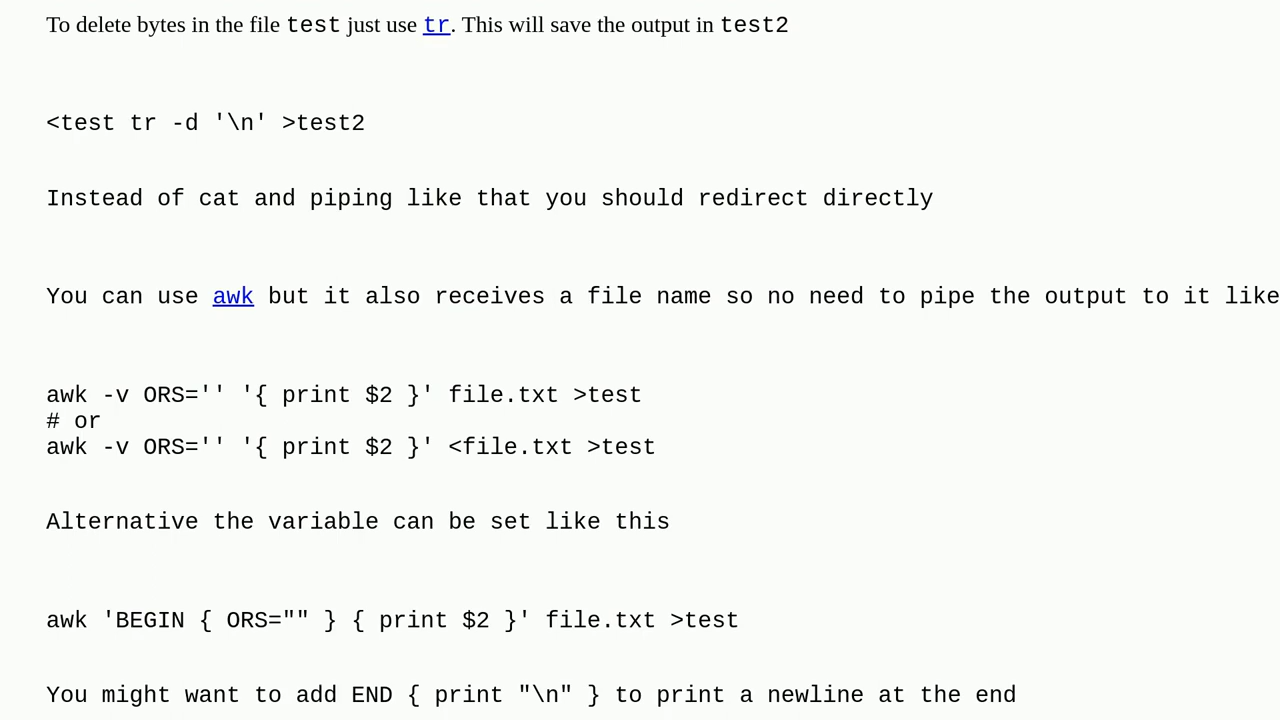 To delete bytes in the file test just use tr. This will save the output in test2
<test tr -d '\n' >test2
Instead of cat and piping like that you should redirect directly
You can use awk but it also receives a file name so no need to pipe the output to it like
awk -v ORS='' '{ print $2 }' file.txt >test
# or
awk -v ORS='' '{ print $2 }' <file.txt >test
Alternative the variable can be set like this
awk 'BEGIN { ORS="" } { print $2 }' file.txt >test
You might want to add END { print "\n" } to print a newline at the end